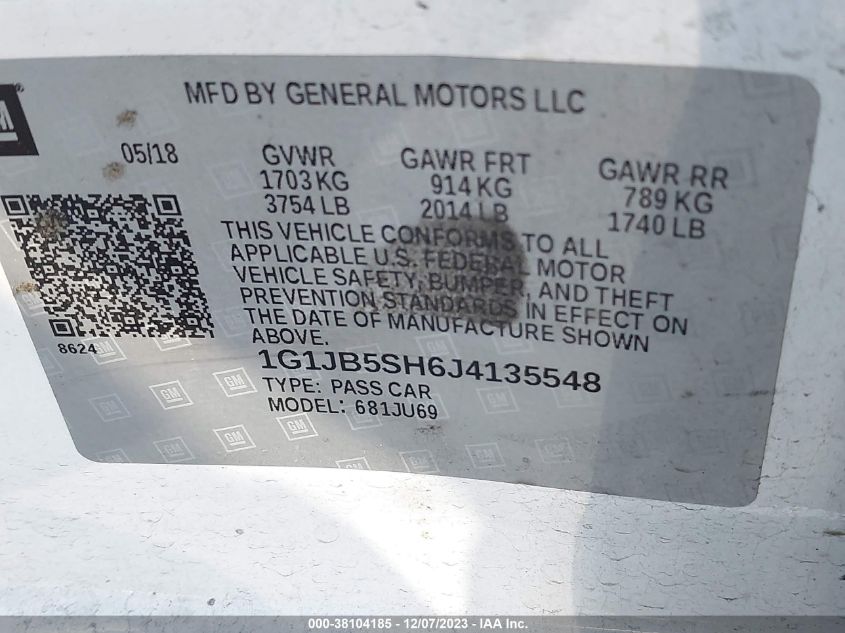 GM
MFD BY GENERAL MOTORS LLC
05/18
GVWR
1703 KG
3754 LB
GAWR FRT
914 KG
2014 LB
GAWR RR
789 KG
1740 LB
THIS VEHICLE CONFORMS TO ALL
APPLICABLE U.S. FEDERAL MOTOR
VEHICLE SAFETY, BUMPER, AND THEFT
PREVENTION STANDARDS IN EFFECT ON
THE DATE OF MANUFACTURE SHOWN
ABOVE.
8624
1G1JB5SH6J4135548
TYPE: PASS CAR
MODEL: 681JU69
000-38104185 - 12/07/2023 - I-44135548